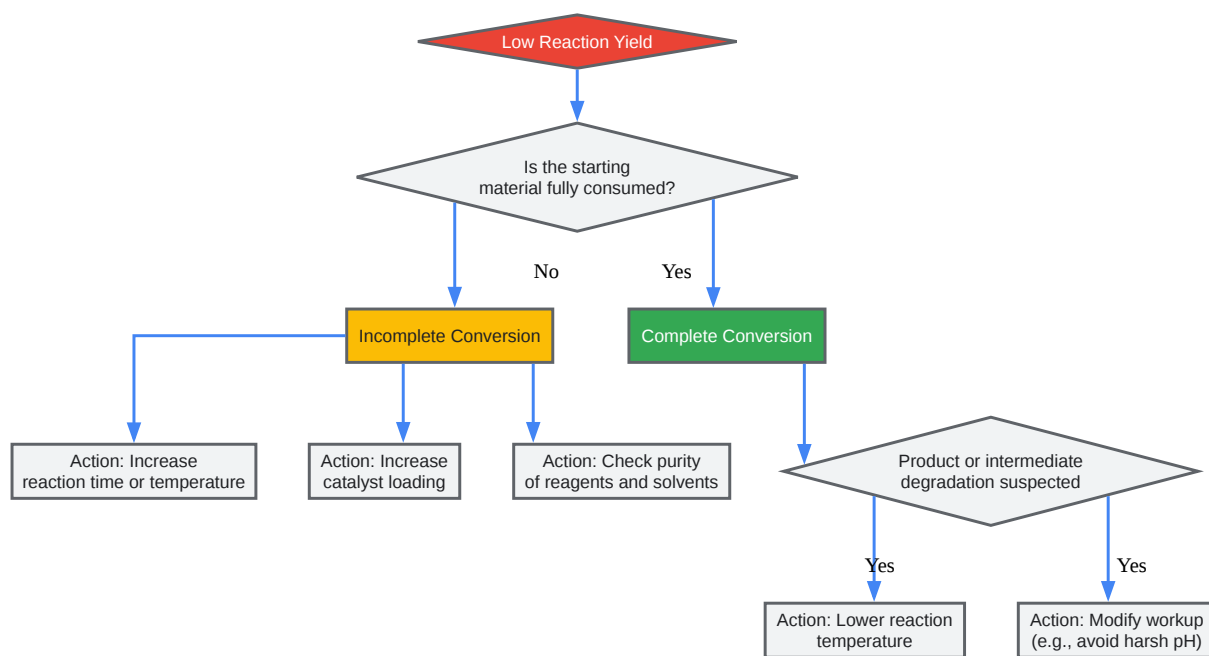 Low Reaction Yield
Is the starting
material fully consumed?
No
Yes
Incomplete Conversion
Complete Conversion
Action: Increase
reaction time or temperature
Action: Increase
catalyst loading
Action: Check purity
of reagents and solvents
Product or intermediate
degradation suspected
Yes
Yes
Action: Lower reaction
temperature
Action: Modify workup
(e.g., avoid harsh pH)